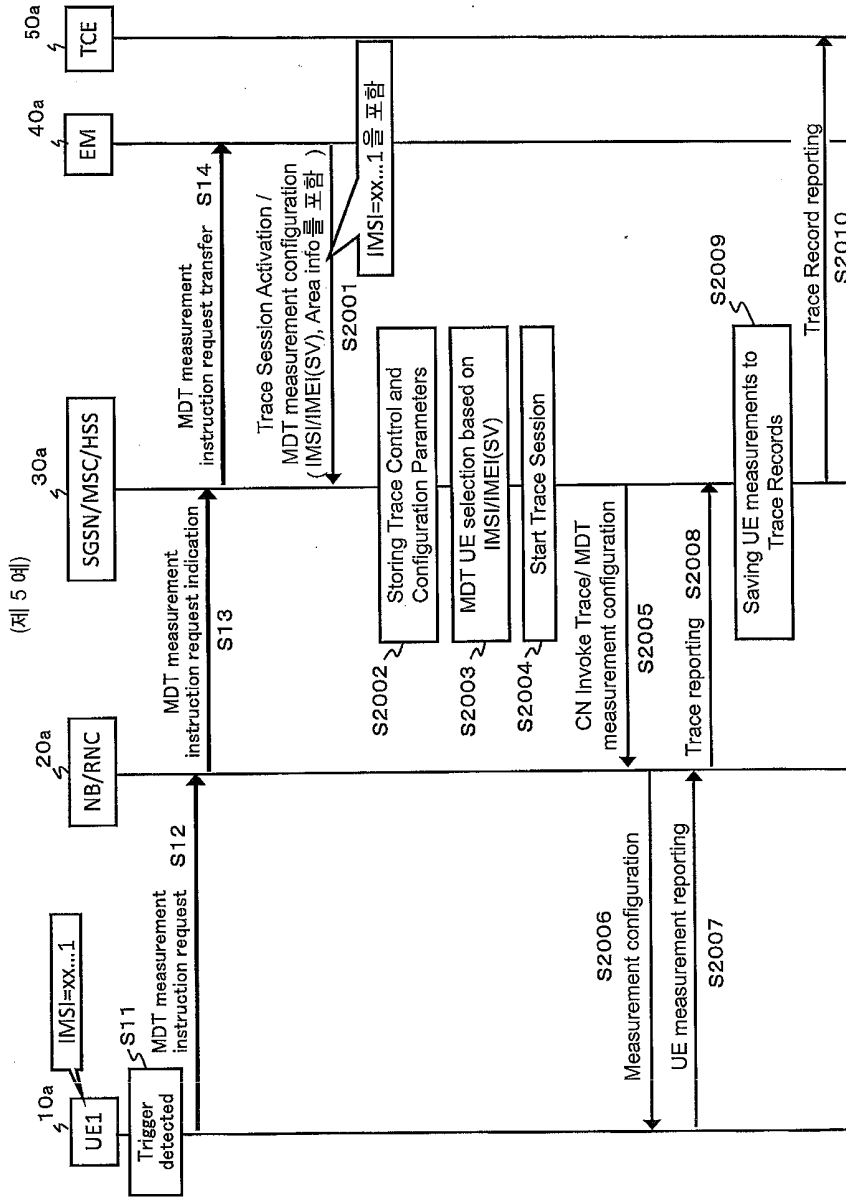 (제 5 예)
10a
20a
30a
40a
50a
UE1
NB/RNC
SGSN/MSC/HSS
EM
TCE
IMSI=xx...1
Trigger
detected
S11
MDT measurement
instruction request
S12
MDT measurement
instruction request indication
S13
MDT measurement
instruction request transfer S14
Trace Session Activation /
MDT measurement configuration
( IMSI/IMEI(SV), Area info를 포함 )
S2001
IMSI=xx...1 을 포함
Storing Trace Control and
Configuration Parameters
S2002
MDT UE selection based on
IMSI/IMEI(SV)
S2003
Start Trace Session
S2004
CN Invoke Trace/ MDT
measurement configuration
S2005
S2006
Measurement configuration
UE measurement reporting
S2007
Trace reporting S2008
Saving UE measurements to
Trace Records
S2009
Trace Record reporting
S2010